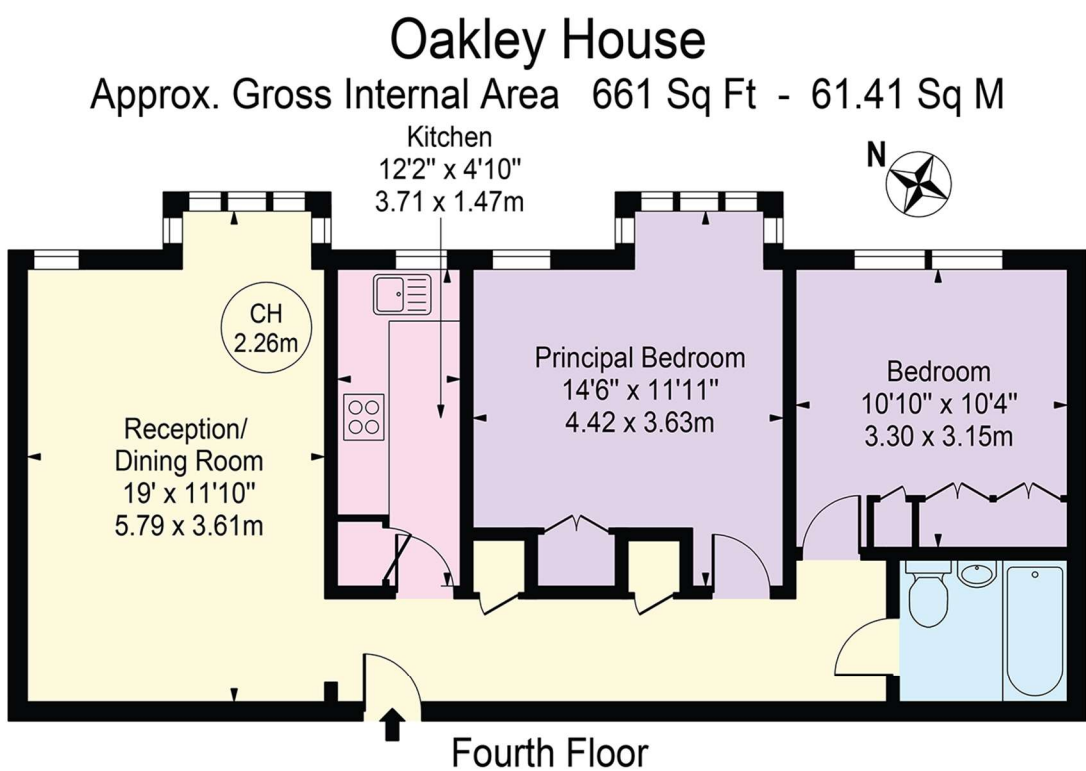 Oakley House
Approx. Gross Internal Area 661 Sq Ft - 61.41 Sq M
Kitchen
12'2" x 4'10"
3.71 x 1.47m
N
CH
2.26m
Reception/
Dining Room
19' x 11'10"
5.79 x 3.61m
Principal Bedroom
14'6" x 11'11"
4.42 x 3.63m
Bedroom
10'10" x 10'4"
3.30 x 3.15m
Fourth Floor